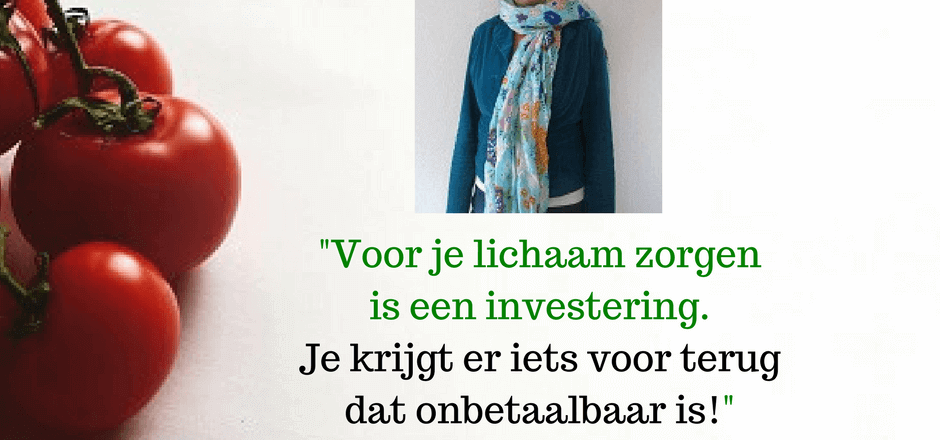 "Voor je lichaam zorgen
is een investering.
Je krijgt er iets voor terug
dat onbetaalbaar is!"